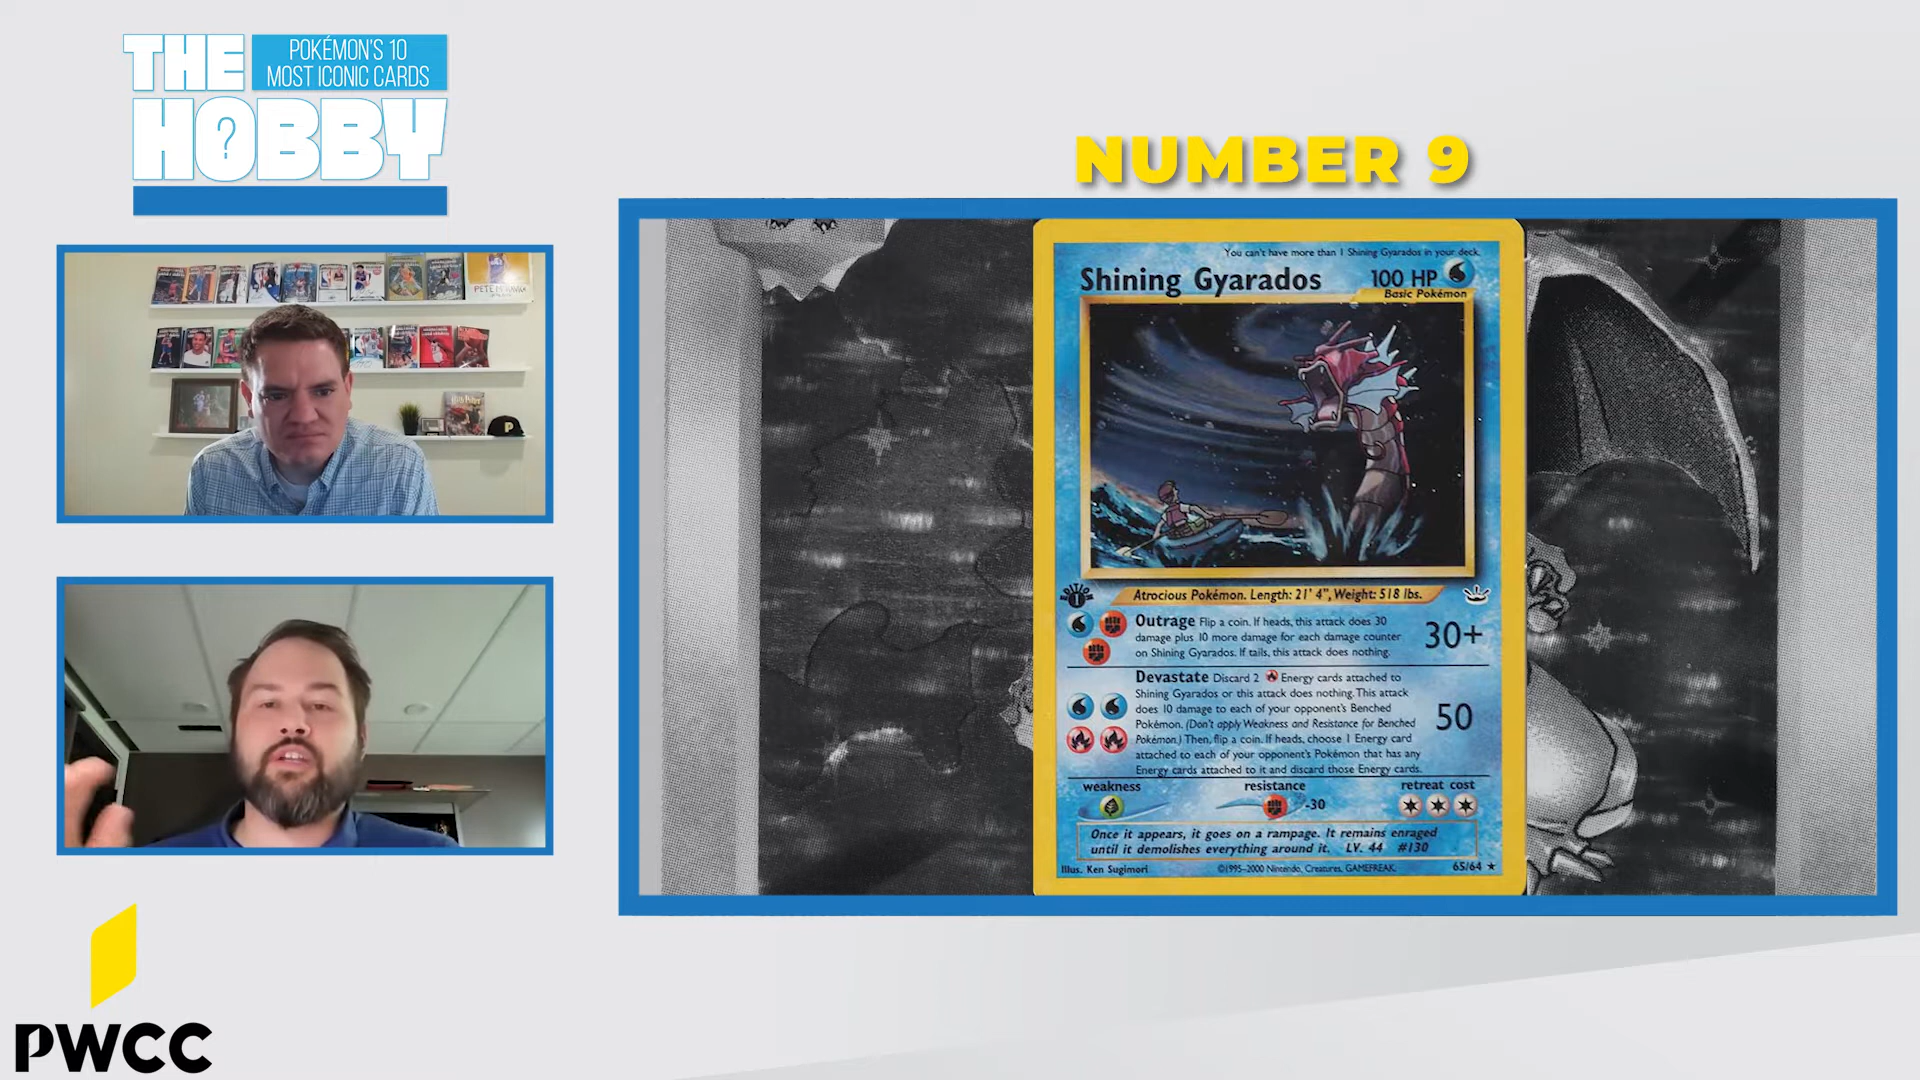 THE
POKÉMON'S 10
MOST ICONIC CARDS
HOBBY
?
NUMBER 9
You can't have more than 1 Shining Gyarados in your deck.
Shining Gyarados 100 HP
Basic Pokémon
EDITION
1
Atrocious Pokémon. Length: 21' 4", Weight: 518 lbs.
Outrage Flip a coin. If heads, this attack does 30
damage plus 10 more damage for each damage counter
on Shining Gyarados. If tails, this attack does nothing.
30+
Devastate Discard 2 Energy cards attached to
Shining Gyarados or this attack does nothing. This attack
does 10 damage to each of your opponent's Benched
Pokémon. (Don't apply Weakness and Resistance for Benched
Pokémon.) Then, flip a coin. If heads, choose 1 Energy card
attached to each of your opponent's Pokémon that has any
Energy cards attached to it and discard those Energy cards.
50
weakness resistance retreat cost
-30
Once it appears, it goes on a rampage. It remains enraged
until it demolishes everything around it. LV. 44 #130
Illus. Ken Sugimori ©1995-2000 Nintendo, Creatures, GAMEFREAK. 65/64 ★
P
PWCC